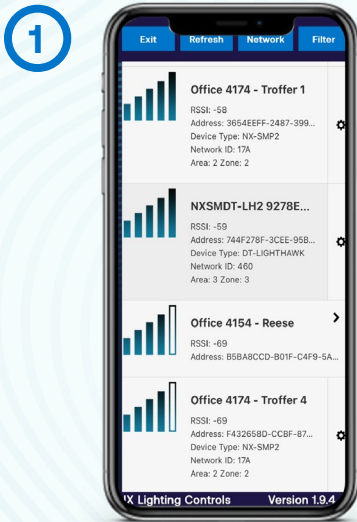 1
Exit Refresh Network Filter
Office 4174 - Troffer 1
RSSI: -58
Address: 3654EEFF-2487-399...
Device Type: NX-SMP2
Network ID: 17A
Area: 2 Zone: 2
NXSMDT-LH2 9278E...
RSSI: -59
Address: 744F278F-3CEE-95B...
Device Type: DT-LIGHTHAWK
Network ID: 460
Area: 3 Zone: 3
Office 4154 - Reese
RSSI: -69
Address: B5BA8CCD-B01F-C4F9-5A...
Office 4174 - Troffer 4
RSSI: -69
Address: F432658D-CCBF-87...
Device Type: NX-SMP2
Network ID: 17A
Area: 2 Zone: 2
X Lighting Controls Version 1.9.4